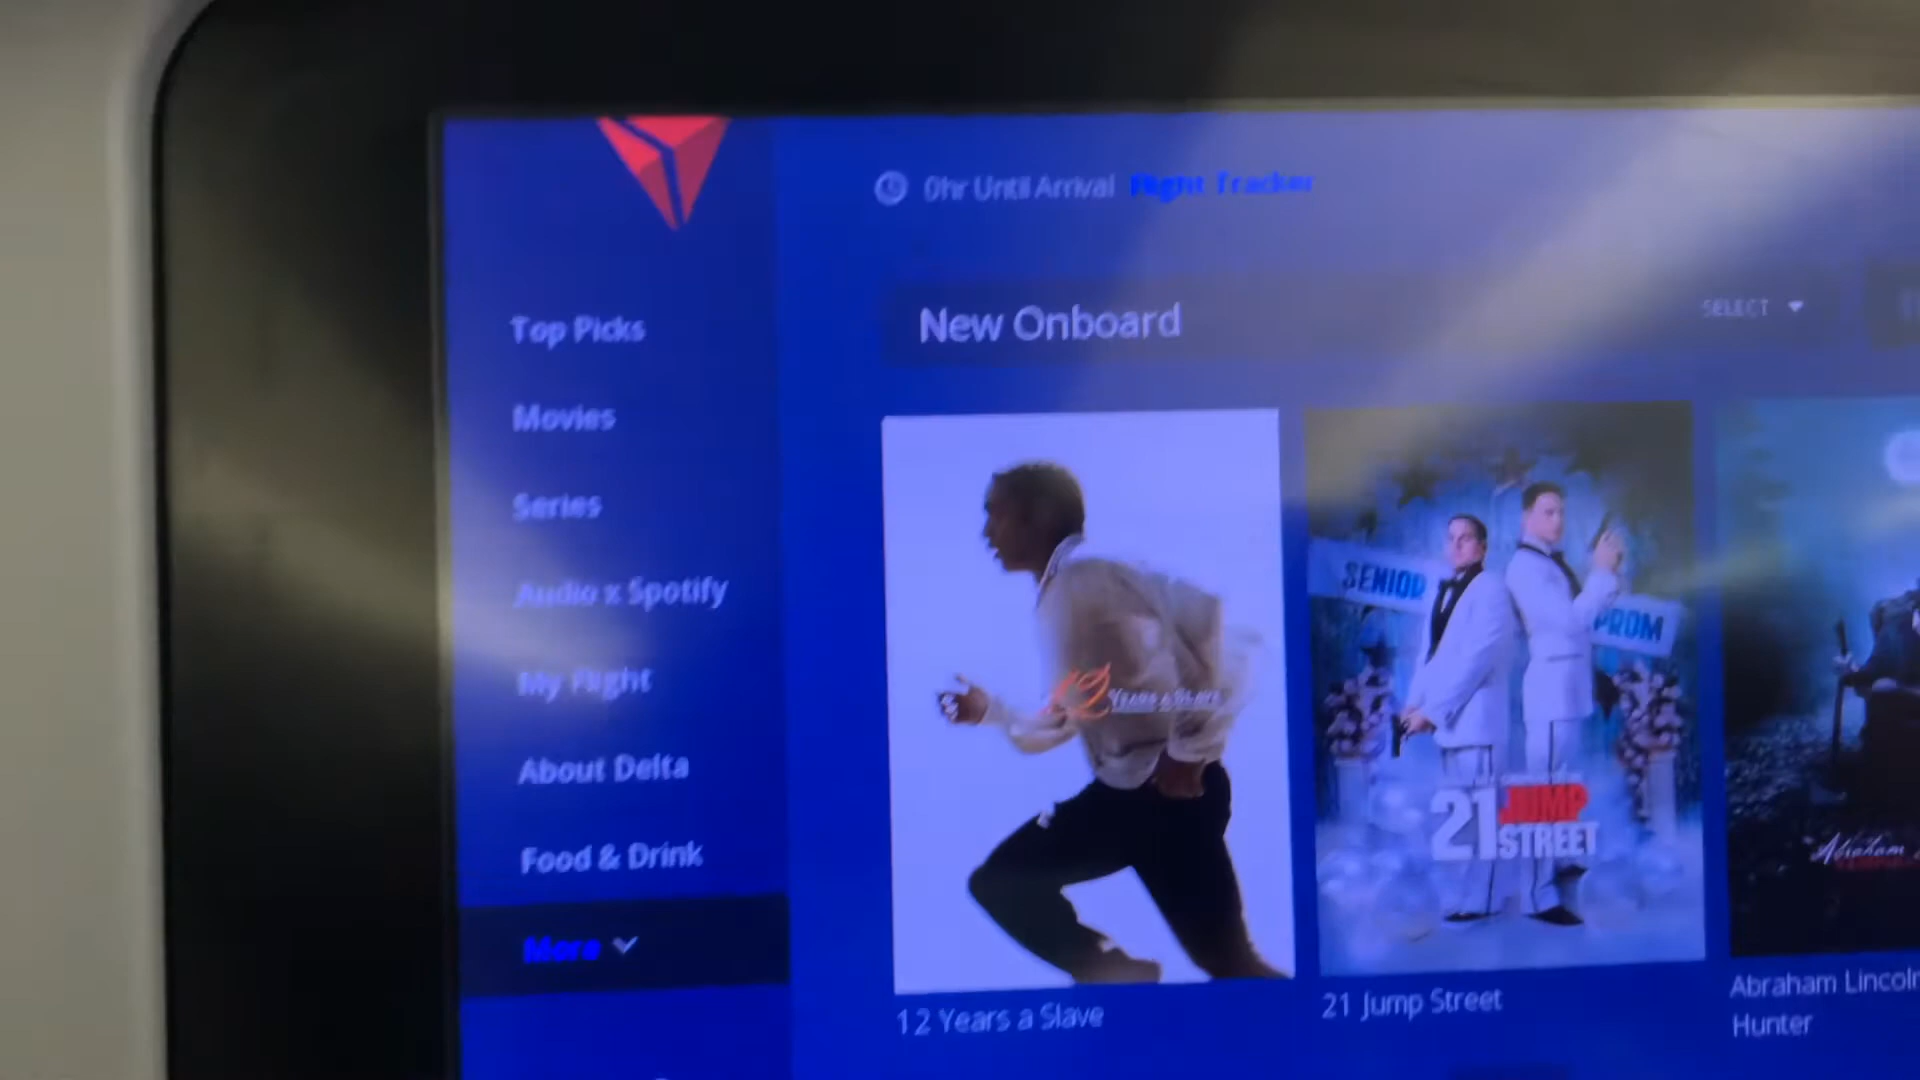 0hr Until Arrival Flight Tracker
Top Picks
Movies
Series
Audio x Spotify
My Flight
About Delta
Food & Drink
More
New Onboard
SELECT
12 YEARS A SLAVE
12 Years a Slave
SENIOR
PROM
21 JUMP
STREET
21 Jump Street
Abraham
Abraham Lincoln
Hunter